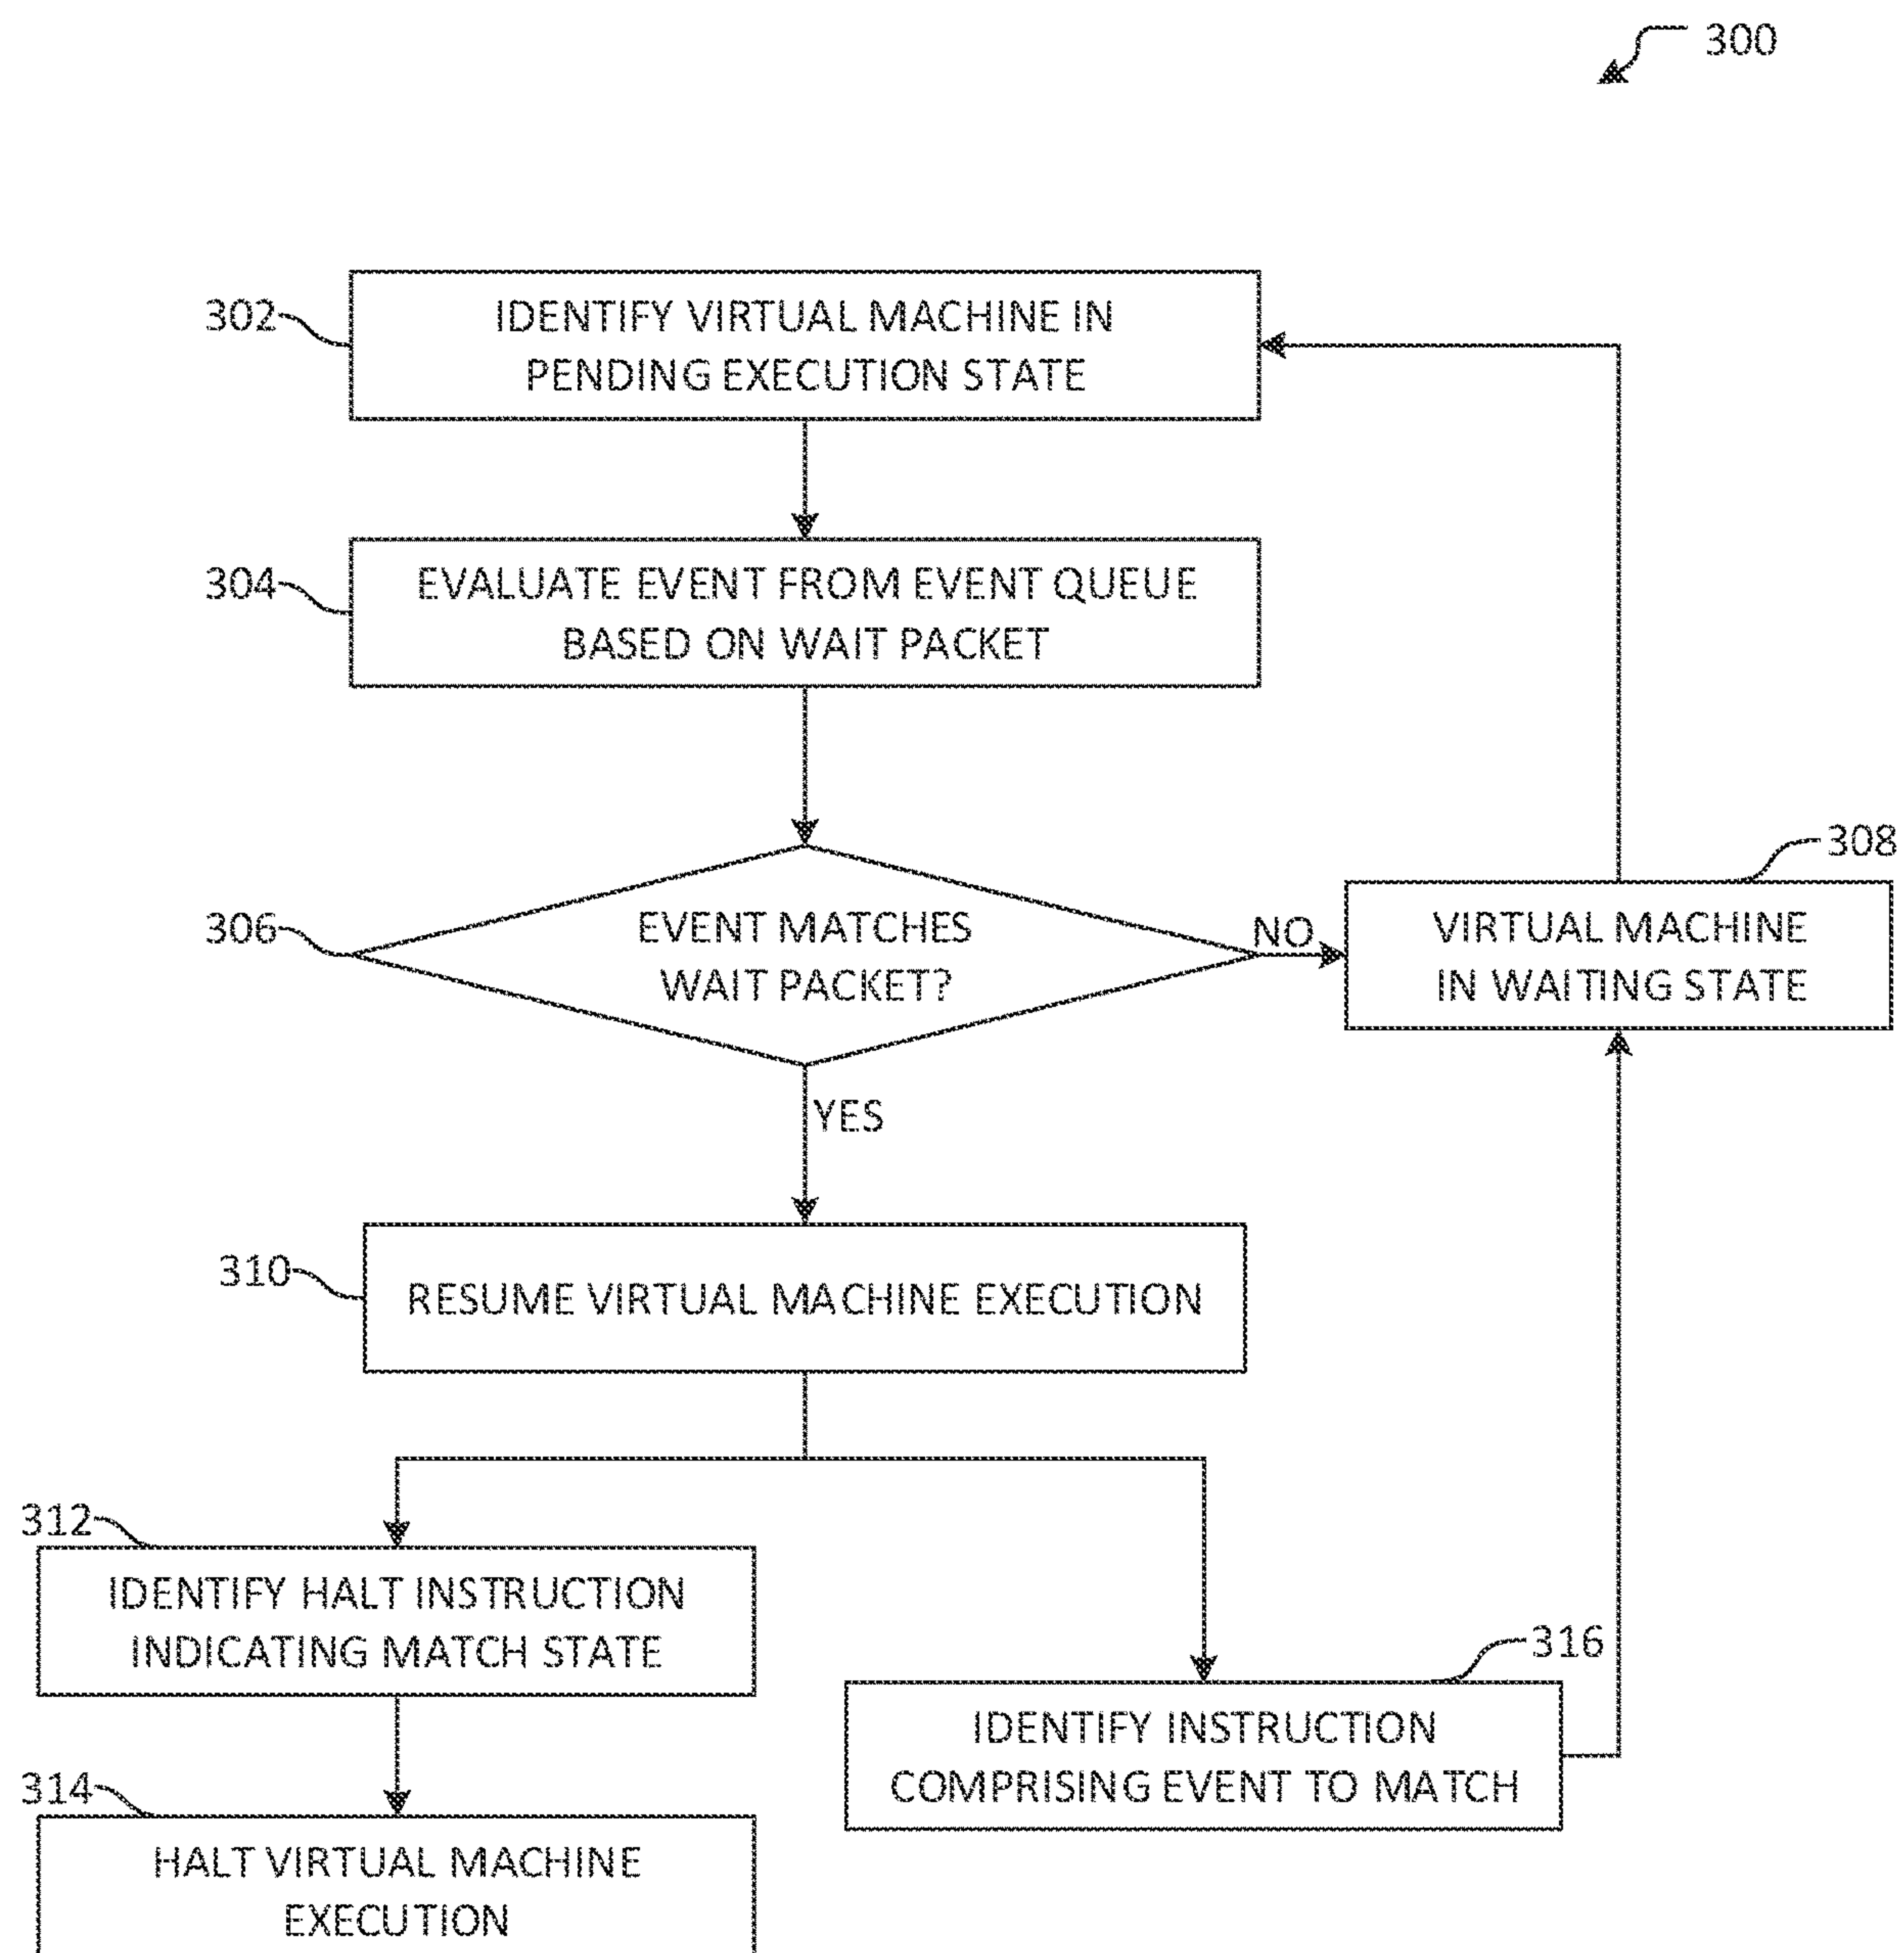 300
302
IDENTIFY VIRTUAL MACHINE IN
PENDING EXECUTION STATE
304
EVALUATE EVENT FROM EVENT QUEUE
BASED ON WAIT PACKET
306
EVENT MATCHES
WAIT PACKET?
NO
308
VIRTUAL MACHINE
IN WAITING STATE
YES
310
RESUME VIRTUAL MACHINE EXECUTION
312
IDENTIFY HALT INSTRUCTION
INDICATING MATCH STATE
316
IDENTIFY INSTRUCTION
COMPRISING EVENT TO MATCH
314
HALT VIRTUAL MACHINE
EXECUTION